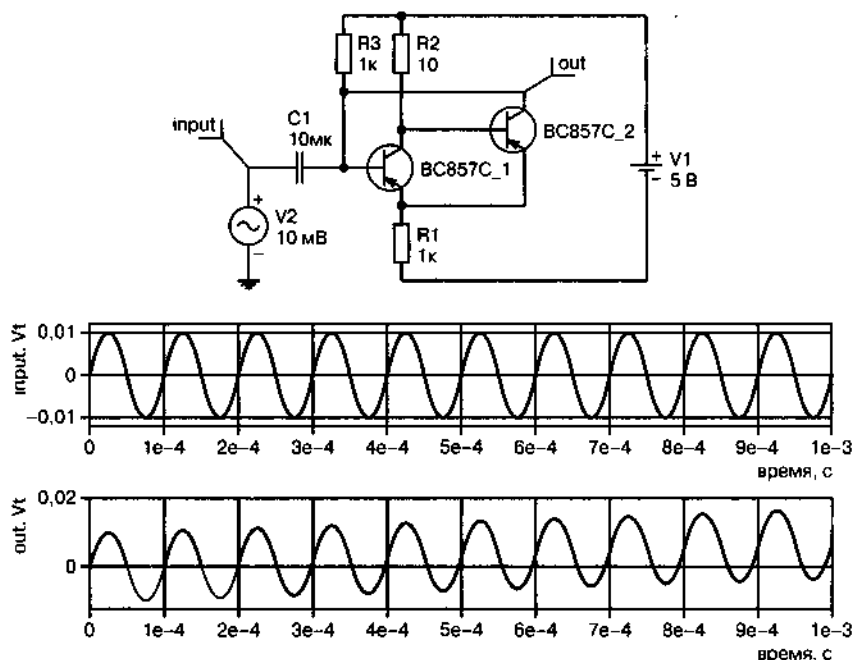 R3
1к
R2
10
out
input
C1
10мк
BC857C_2
BC857C_1
+
V1
–
5 В
+
V2
10 мВ
–
R1
1к
input. Vt
0,01
0
–0,01
0
1e–4
2e–4
3e–4
4e–4
5e–4
6e–4
7e–4
8e–4
9e–4
1e–3
время, с
out. Vt
0,02
0
0
1e–4
2e–4
3e–4
4e–4
5e–4
6e–4
7e–4
8e–4
9e–4
1e–3
время, с